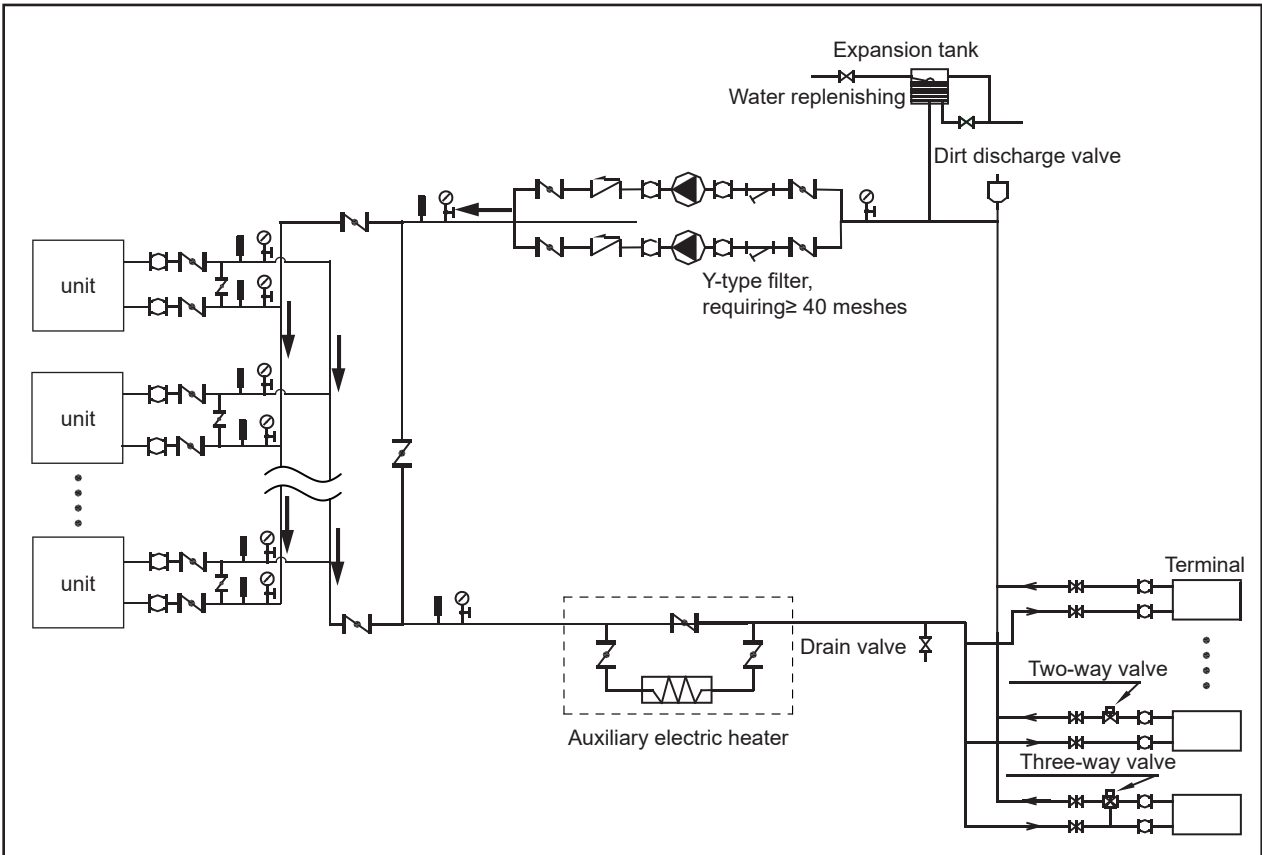 Expansion tank
Water replenishing
Dirt discharge valve
Y-type filter,
requiring≥ 40 meshes
unit
unit
unit
Terminal
Drain valve
Two-way valve
Auxiliary electric heater
Three-way valve